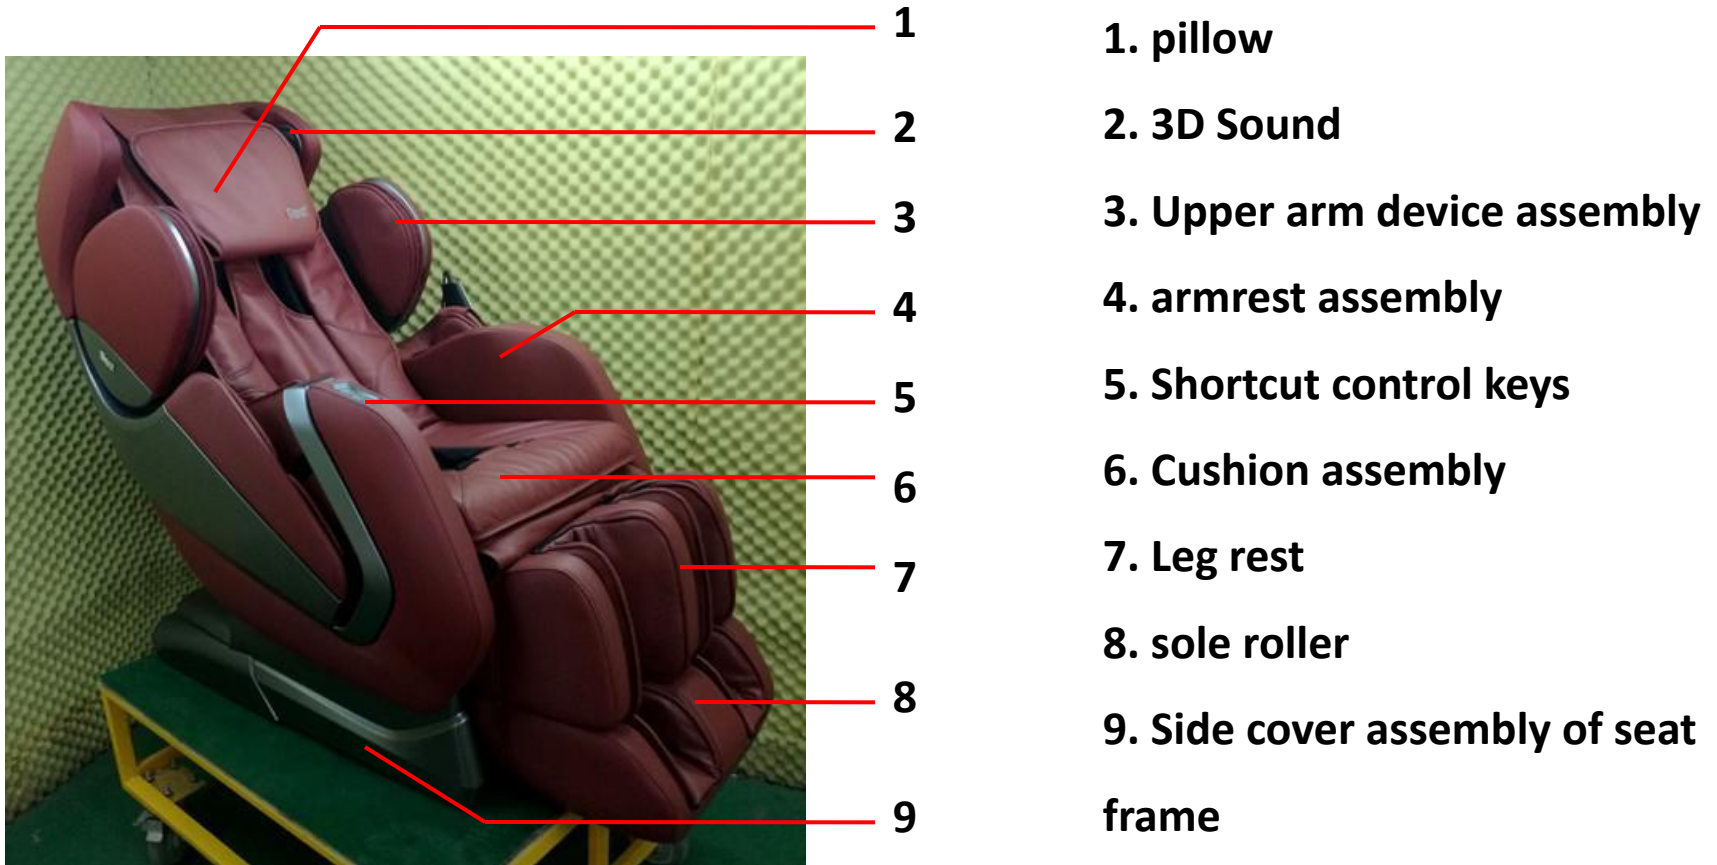 1
2
3
4
5
6
7
8
9
1. pillow
2. 3D Sound
3. Upper arm device assembly
4. armrest assembly
5. Shortcut control keys
6. Cushion assembly
7. Leg rest
8. sole roller
9. Side cover assembly of seat
frame